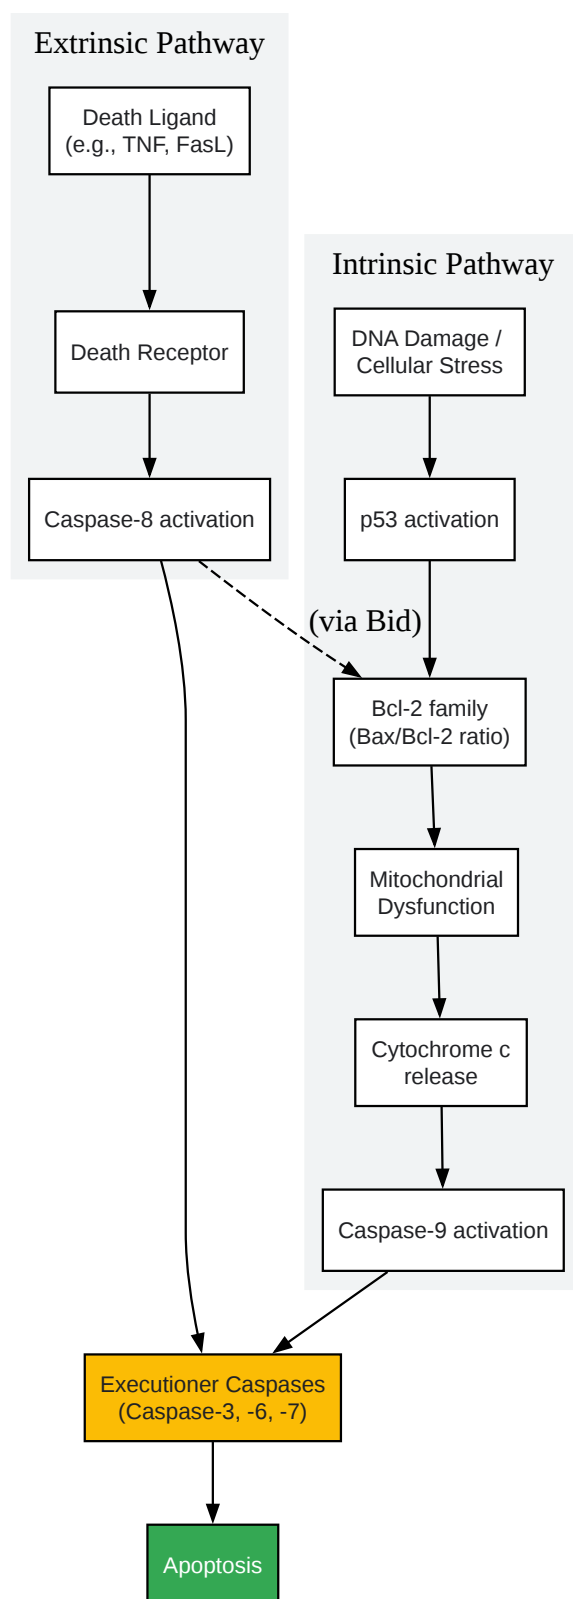 Extrinsic Pathway
Death Ligand
(e.g., TNF, FasL)
Death Receptor
Caspase-8 activation
Intrinsic Pathway
DNA Damage /
Cellular Stress
p53 activation
(via Bid)
Bcl-2 family
(Bax/Bcl-2 ratio)
Mitochondrial
Dysfunction
Cytochrome c
release
Caspase-9 activation
Executioner Caspases
(Caspase-3, -6, -7)
Apoptosis